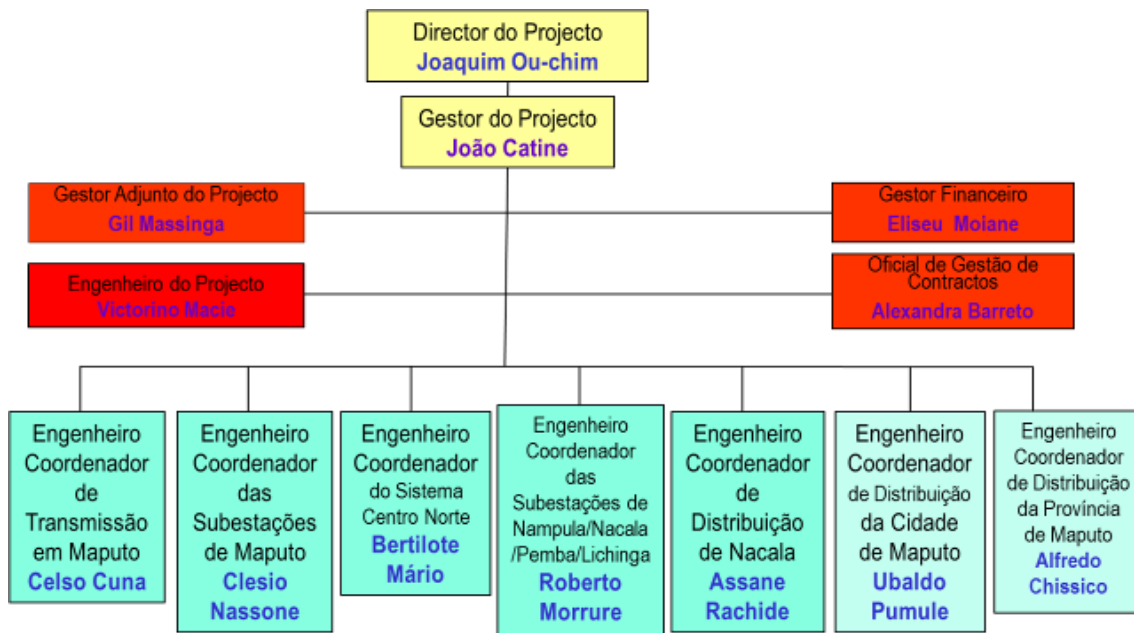 Director do Projecto
Joaquim Ou-chim
Gestor do Projecto
João Catine
Gestor Adjunto do Projecto
Gil Massinga
Gestor Financeiro
Eliseu Moiane
Engenheiro do Projecto
Victorino Macie
Oficial de Gestão de
Contractos
Alexandra Barreto
Engenheiro
Coordenador
de
Transmissão
em Maputo
Celso Cuna
Engenheiro
Coordenador
das
Subestações
de Maputo
Clesio
Nassone
Engenheiro
Coordenador
do Sistema
Centro Norte
Bertilote
Mário
Engenheiro
Coordenador
das
Subestações de
Nampula/Nacala
/Pemba/Lichinga
Roberto
Morrure
Engenheiro
Coordenador
de
Distribuição
de Nacala
Assane
Rachide
Engenheiro
Coordenador
de Distribuição
da Cidade
de Maputo
Ubaldo
Pumule
Engenheiro
Coordenador
de Distribuição
da Província
de Maputo
Alfredo
Chissico